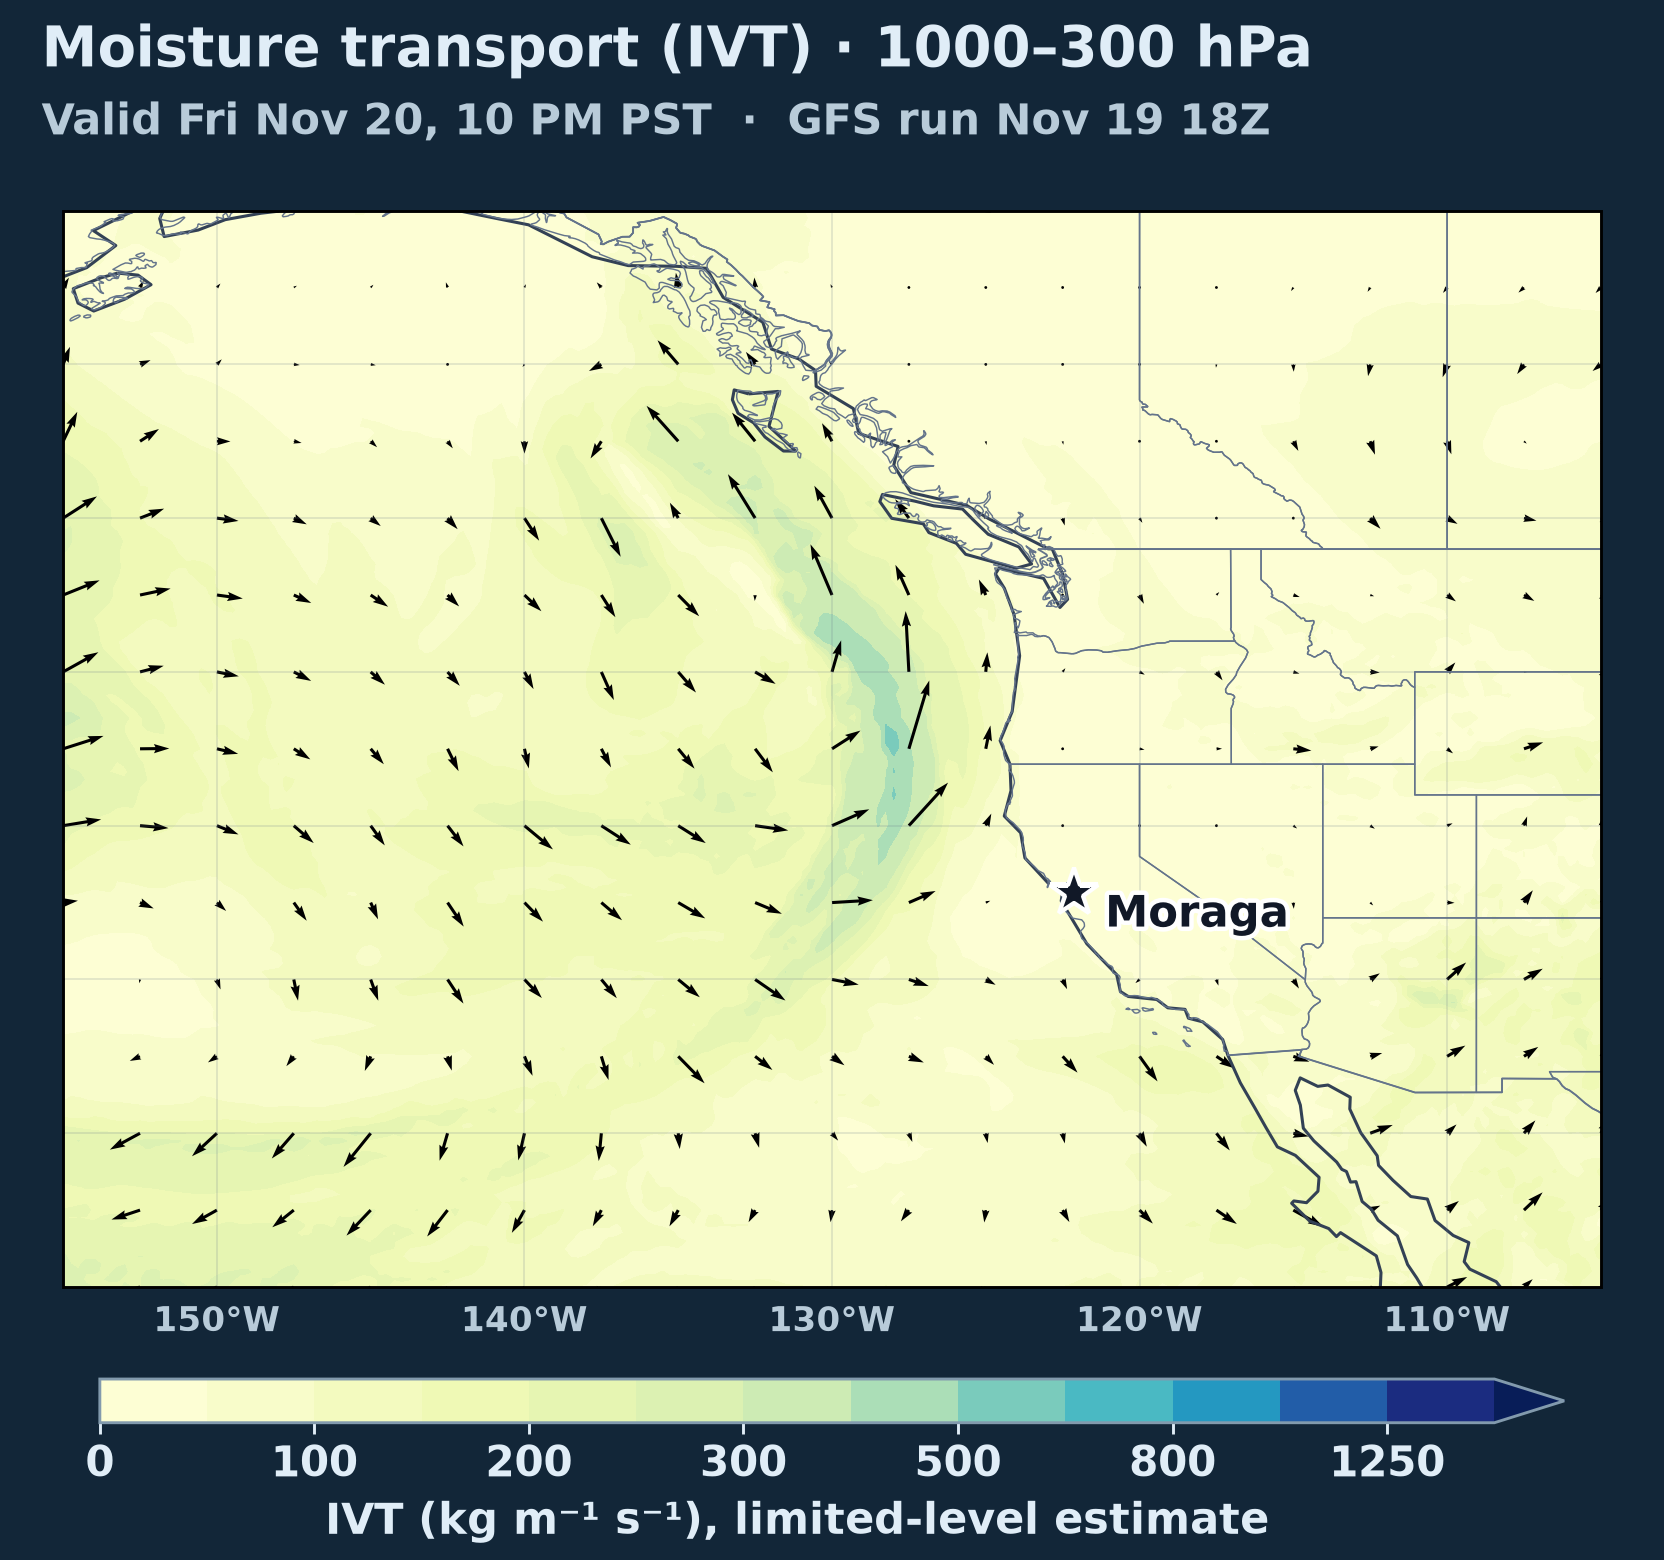 Moisture transport (IVT) · 1000–300 hPa
Valid Fri Nov 20, 10 PM PST · GFS run Nov 19 18Z
Moraga
150°W 140°W 130°W 120°W 110°W
0 100 200 300 500 800 1250
IVT (kg m⁻¹ s⁻¹), limited-level estimate